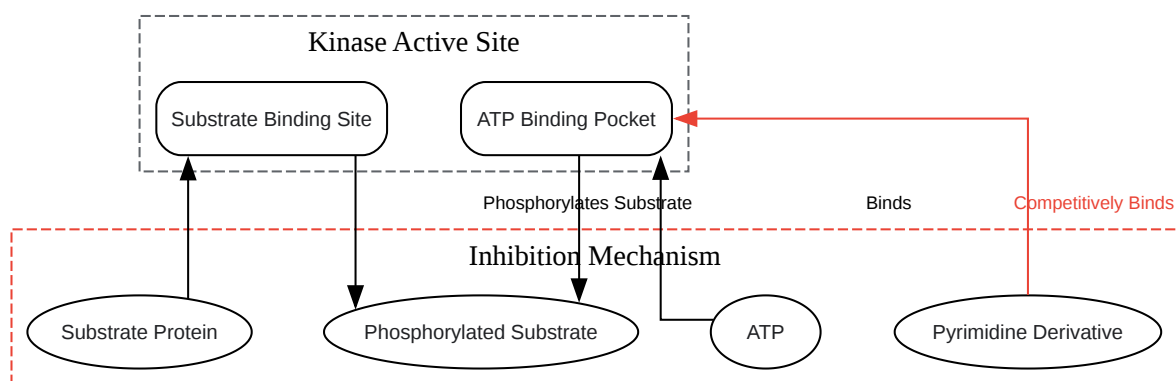 Kinase Active Site
Substrate Binding Site
ATP Binding Pocket
Phosphorylates Substrate
Binds
Competitively Binds
Inhibition Mechanism
Substrate Protein
Phosphorylated Substrate
ATP
Pyrimidine Derivative